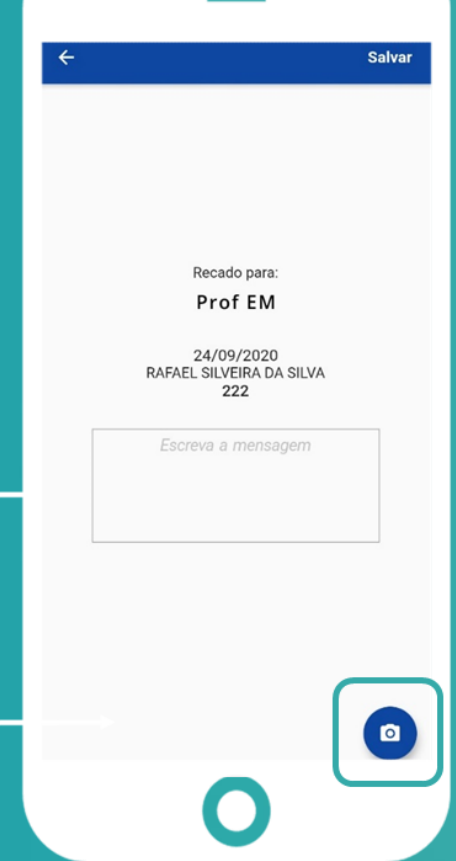 Salvar
Recado para:
Prof EM
24/09/2020
RAFAEL SILVEIRA DA SILVA
222
Escreva a mensagem